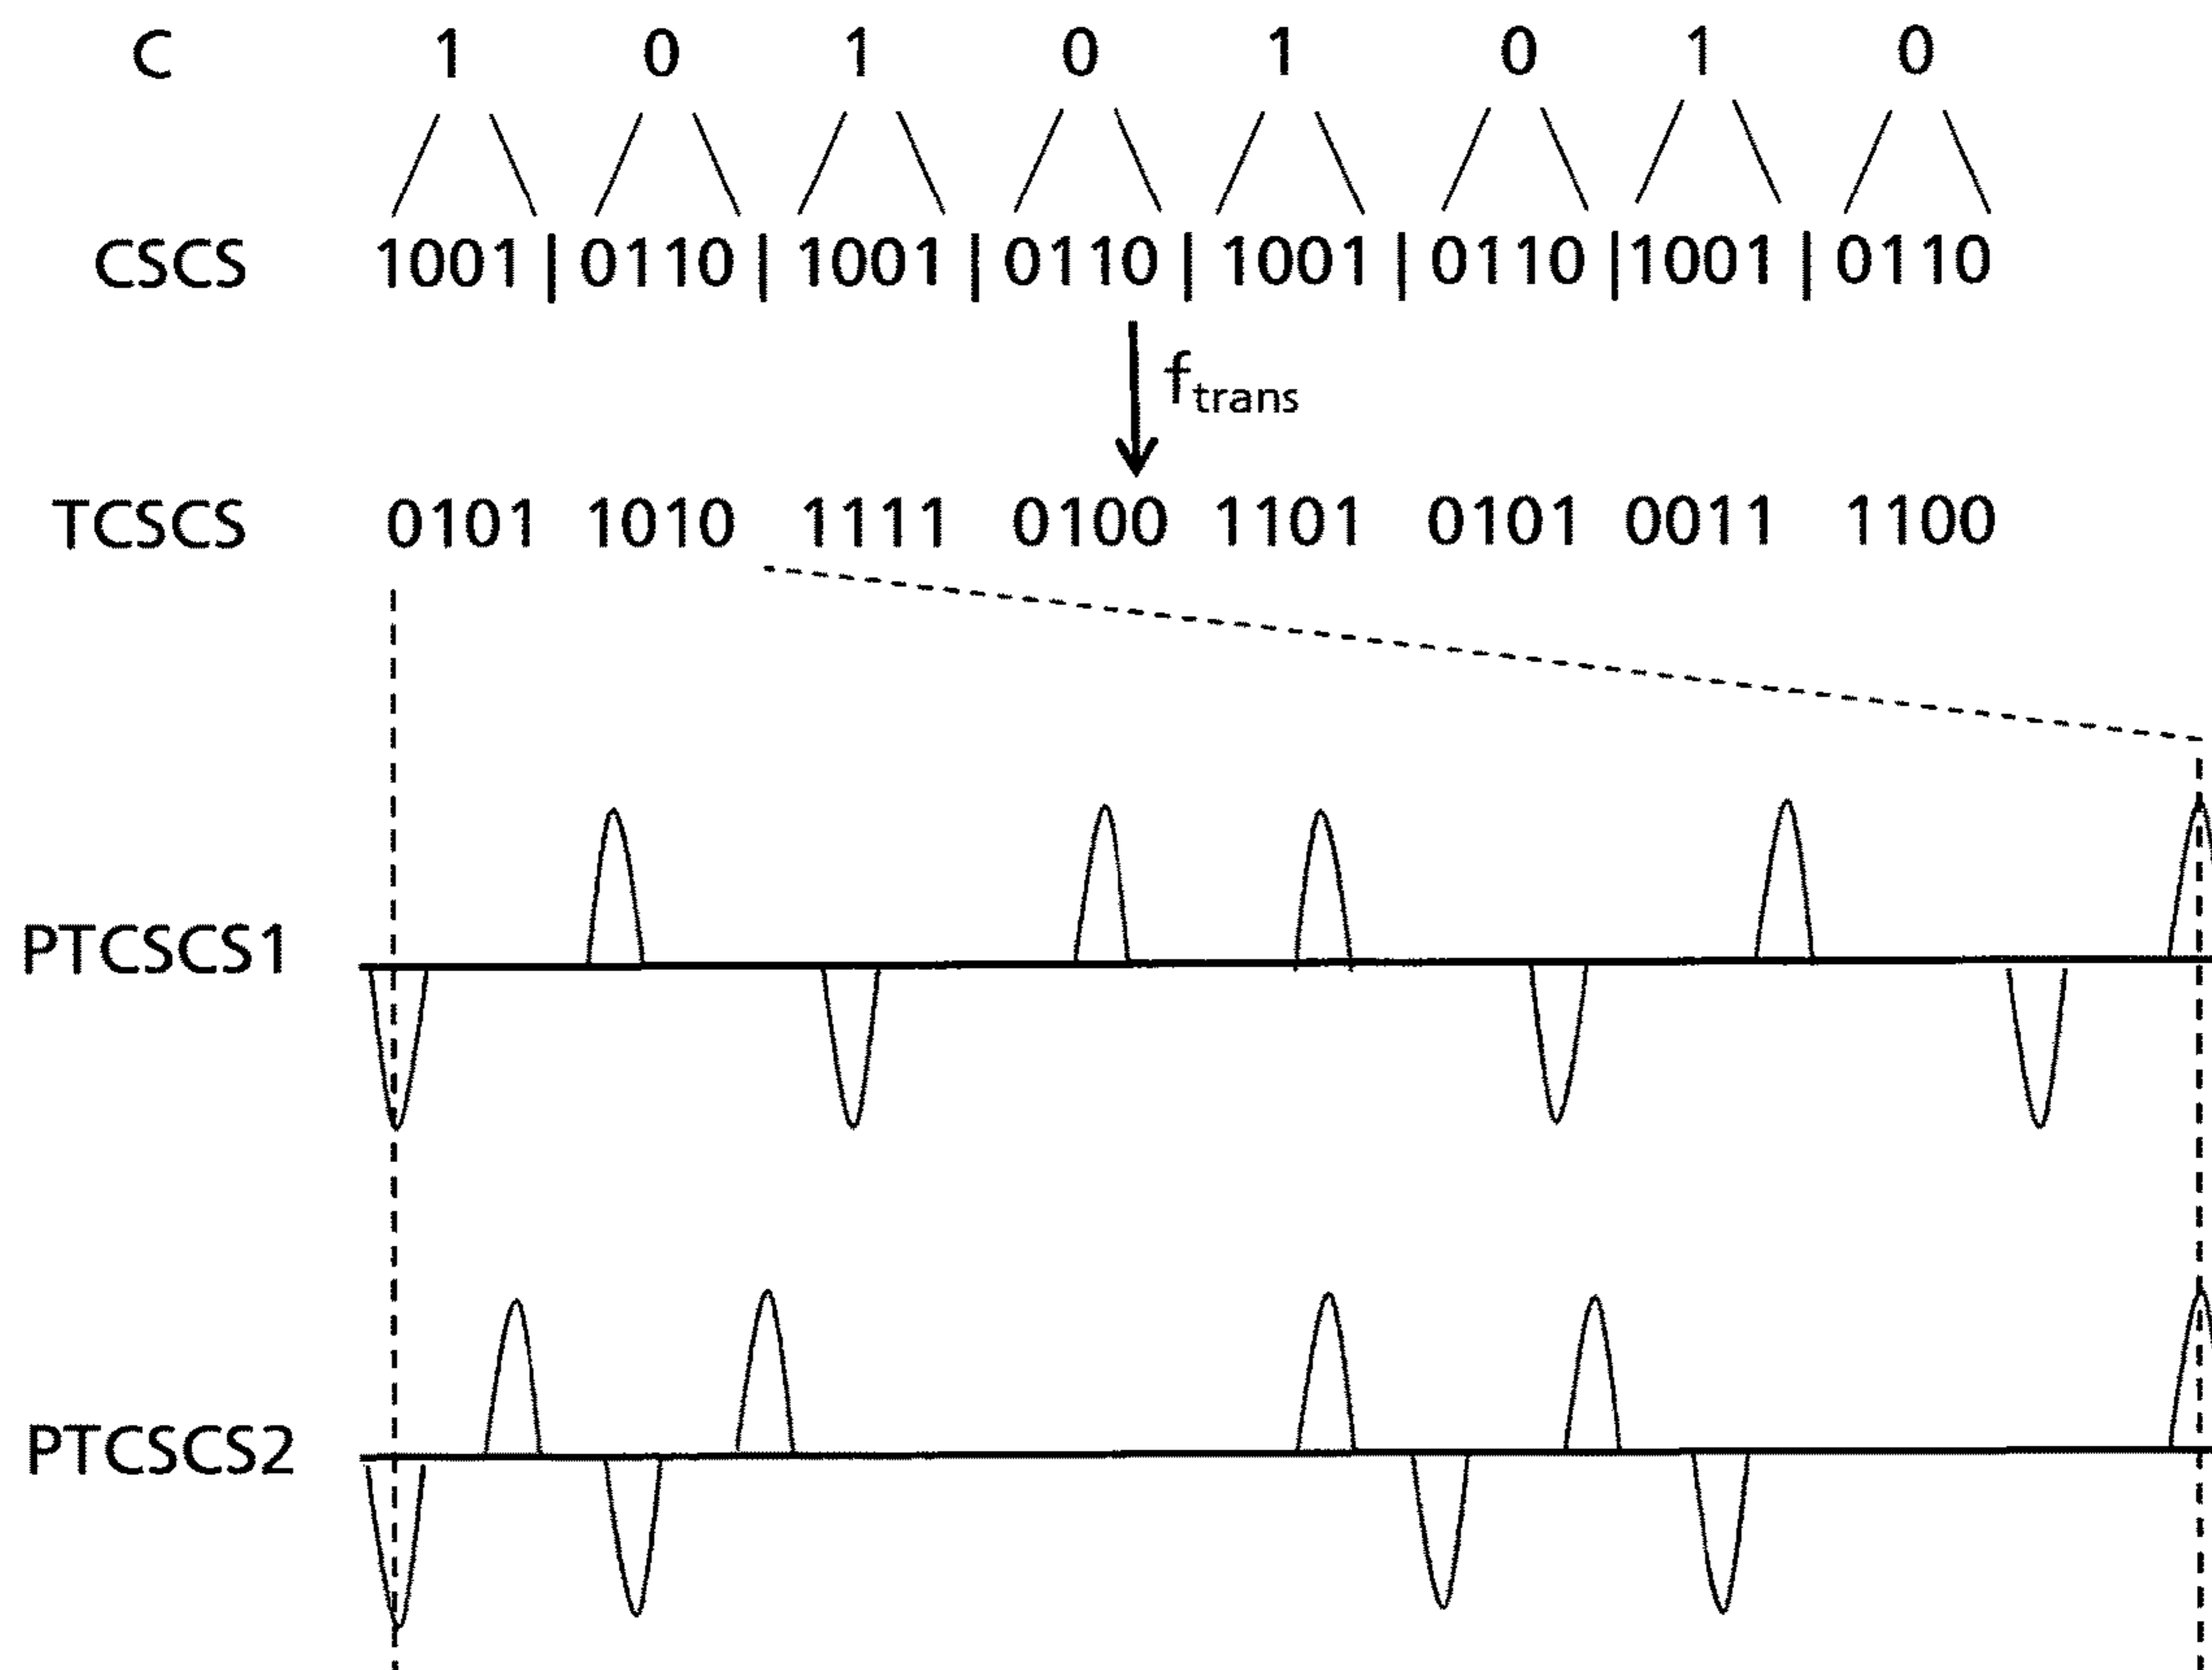 C 1 0 1 0 1 0 1 0
CSCS 1001 | 0110 | 1001 | 0110 | 1001 | 0110 | 1001 | 0110
f_trans
TCSCS 0101 1010 1111 0100 1101 0101 0011 1100
PTCSCS1
PTCSCS2